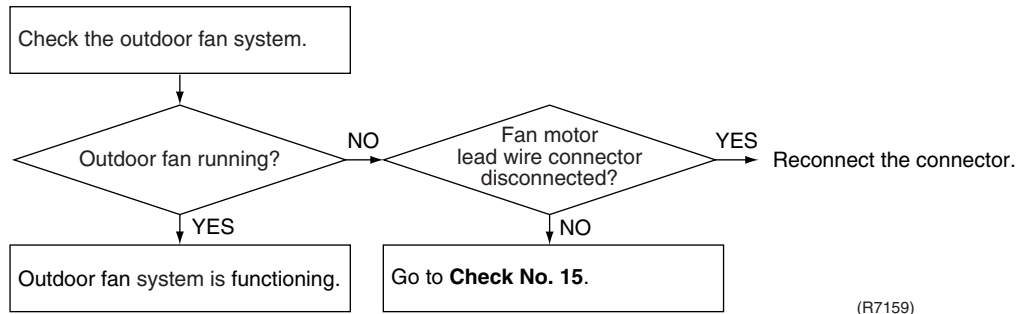 Check the outdoor fan system.
Outdoor fan running?
NO
Fan motor
lead wire connector
disconnected?
YES
Reconnect the connector.
YES
NO
Outdoor fan system is functioning.
Go to Check No. 15.
(R7159)